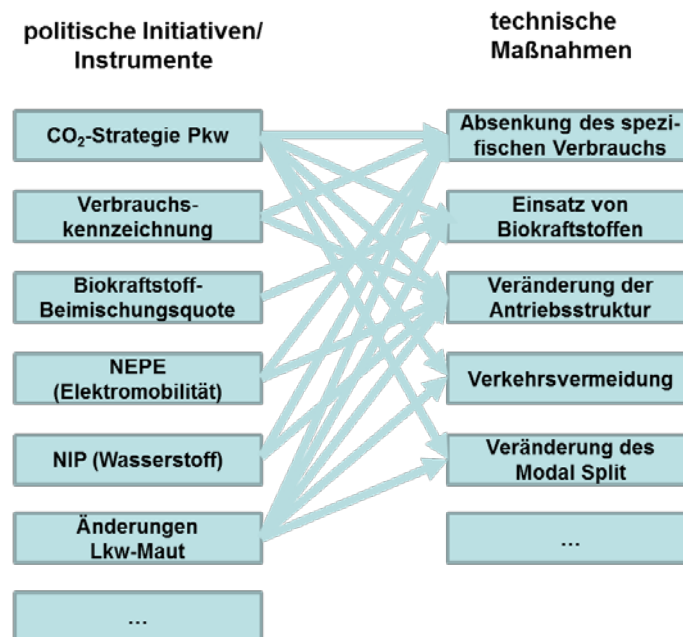 politische Initiativen/
Instrumente
technische
Maßnahmen
CO₂-Strategie Pkw
Verbrauchs-
kennzeichnung
Biokraftstoff-
Beimischungsquote
NEPE
(Elektromobilität)
NIP (Wasserstoff)
Änderungen
Lkw-Maut
...
Absenkung des spezi-
fischen Verbrauchs
Einsatz von
Biokraftstoffen
Veränderung der
Antriebsstruktur
Verkehrsvermeidung
Veränderung des
Modal Split
...